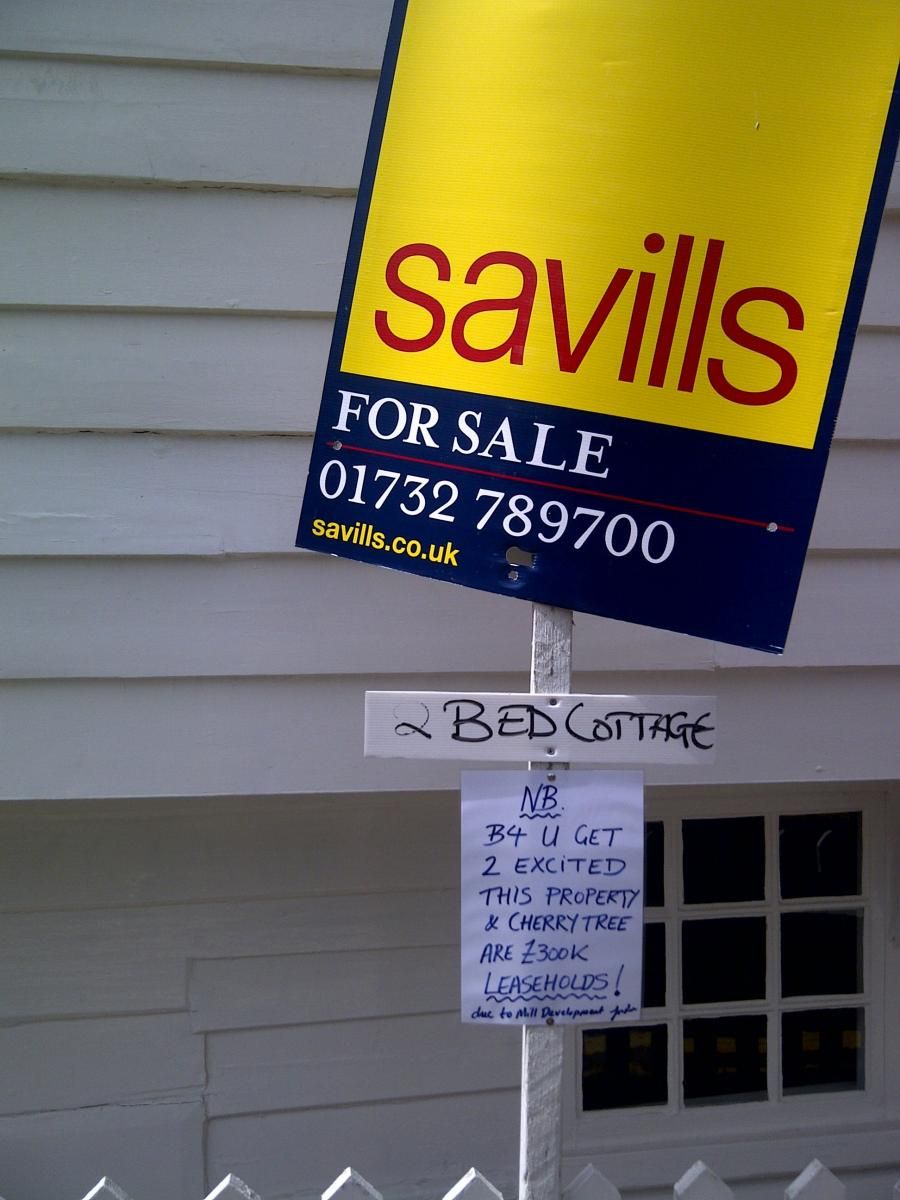 savills
FOR SALE
01732 789700
savills.co.uk
2 BED COTTAGE
NB.
B4 U GET
2 EXCITED
THIS PROPERTY
& CHERRY TREE
ARE £300K
LEASEHOLDS!
due to Mill Development